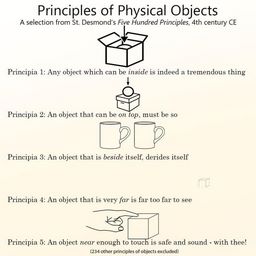 Principles of Physical Objects
A selection from St. Desmond's Five Hundred Principles, 4th century CE
Principia 1: Any object which can be inside is indeed a tremendous thing
Principia 2: An object that can be on top, must be so
Principia 3: An object that is beside itself, derides itself
Principia 4: An object that is very far is far too far to see
Principia 5: An object near enough to touch is safe and sound - with thee!
(234 other principles of objects excluded)